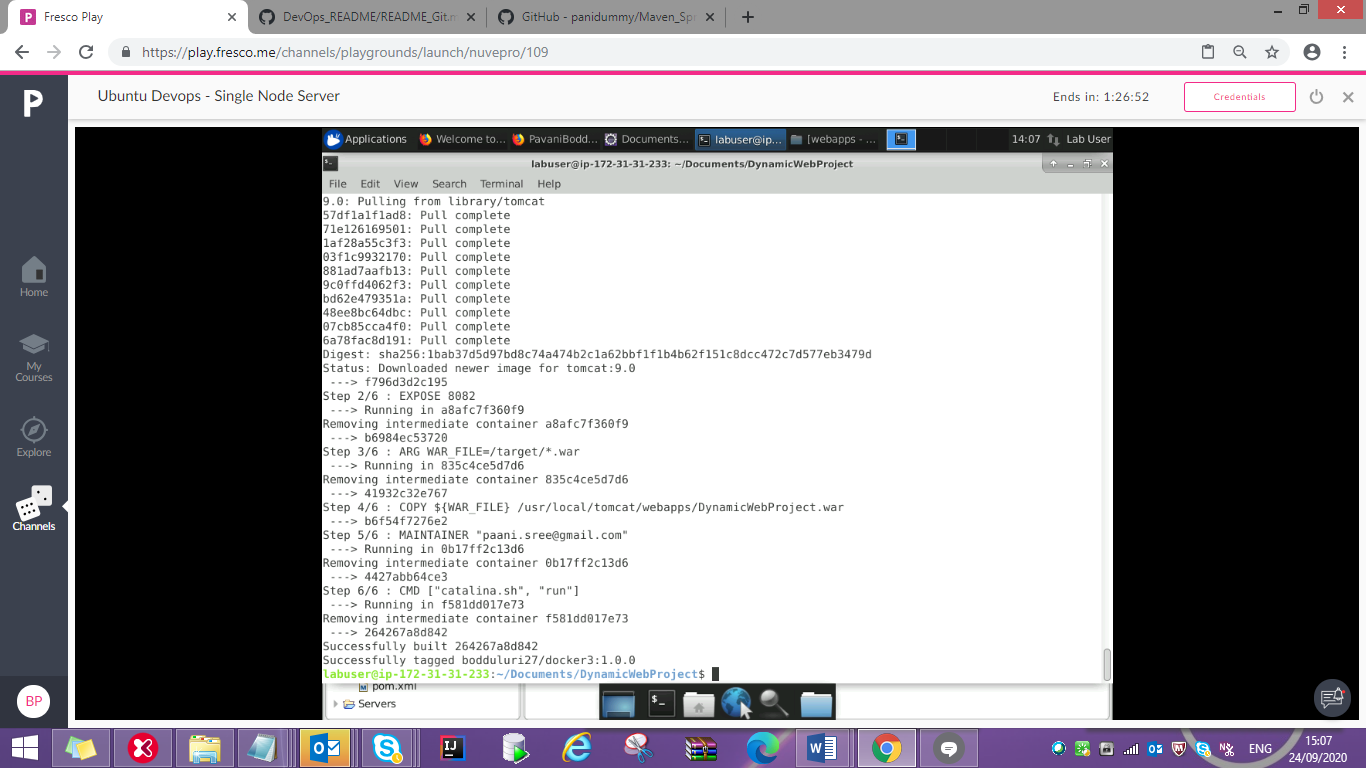 Fresco Play
DevOps_README/README_Git.m
GitHub - panidummy/Maven_Spr
https://play.fresco.me/channels/playgrounds/launch/nuvepro/109
Ubuntu Devops - Single Node Server
Ends in: 1:26:52
Credentials
Applications
Welcome to...
PavaniBodd...
Documents...
labuser@ip...
[webapps - ...
14:07
Lab User
labuser@ip-172-31-31-233: ~/Documents/DynamicWebProject
File Edit View Search Terminal Help
9.0: Pulling from library/tomcat
57df1a1f1ad8: Pull complete
71e126169501: Pull complete
1af28a55c3f3: Pull complete
03f1c9932170: Pull complete
881ad7aafb13: Pull complete
9c0ffd4062f3: Pull complete
bd62e479351a: Pull complete
48ee8bc64dbc: Pull complete
07cb85cca4f0: Pull complete
6a78fac8d191: Pull complete
Digest: sha256:1bab37d5d97bd8c74a474b2c1a62bbf1f1b4b62f151c8dcc472c7d577eb3479d
Status: Downloaded newer image for tomcat:9.0
---> f796d3d2c195
Step 2/6 : EXPOSE 8082
---> Running in a8afc7f360f9
Removing intermediate container a8afc7f360f9
---> b6984ec53720
Step 3/6 : ARG WAR_FILE=/target/*.war
---> Running in 835c4ce5d7d6
Removing intermediate container 835c4ce5d7d6
---> 41932c32e767
Step 4/6 : COPY ${WAR_FILE} /usr/local/tomcat/webapps/DynamicWebProject.war
---> b6f54f7276e2
Step 5/6 : MAINTAINER "paani.sree@gmail.com"
---> Running in 0b17ff2c13d6
Removing intermediate container 0b17ff2c13d6
---> 4427abb64ce3
Step 6/6 : CMD ["catalina.sh", "run"]
---> Running in f581dd017e73
Removing intermediate container f581dd017e73
---> 264267a8d842
Successfully built 264267a8d842
Successfully tagged bodduluri27/docker3:1.0.0
labuser@ip-172-31-31-233:~/Documents/DynamicWebProject$
pom.xml
Servers
Home
My
Courses
Explore
Channels
BP
ENG
15:07
24/09/2020